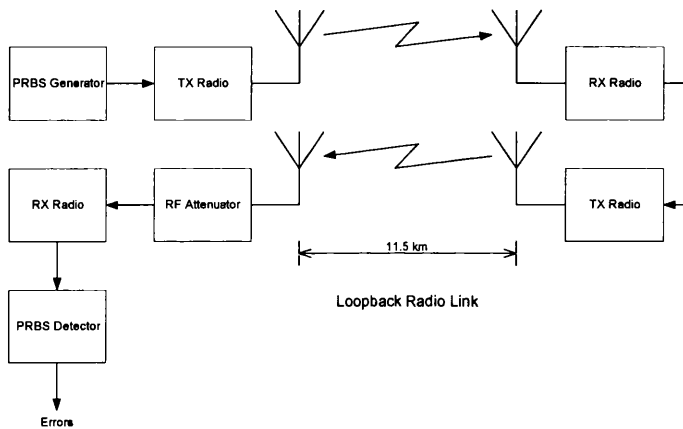 PRBS Generator
TX Radio
RX Radio
RX Radio
RF Attenuator
TX Radio
11.5 km
Loopback Radio Link
PRBS Detector
Errors